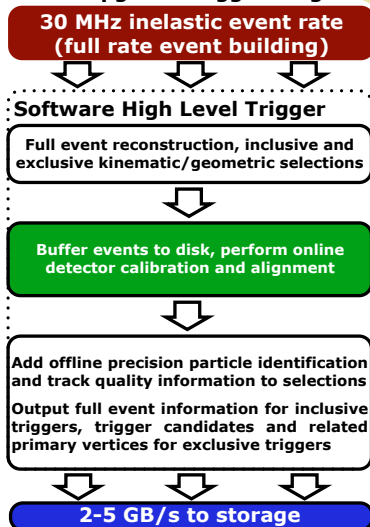 30 MHz inelastic event rate
(full rate event building)
Software High Level Trigger
Full event reconstruction, inclusive and
exclusive kinematic/geometric selections
Buffer events to disk, perform online
detector calibration and alignment
Add offline precision particle identification
and track quality information to selections
Output full event information for inclusive
triggers, trigger candidates and related
primary vertices for exclusive triggers
2-5 GB/s to storage